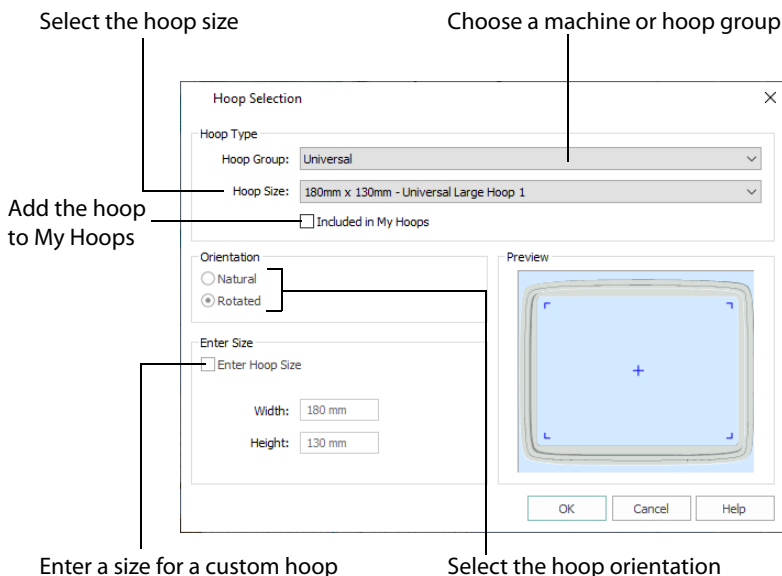 Select the hoop size
Choose a machine or hoop group
Hoop Selection
Hoop Type
Hoop Group:
Universal
Hoop Size:
180mm x 130mm - Universal Large Hoop 1
Add the hoop
to My Hoops
Included in My Hoops
Orientation
Natural
Rotated
Preview
Enter Size
Enter Hoop Size
Width:
180 mm
Height:
130 mm
OK
Cancel
Help
Enter a size for a custom hoop
Select the hoop orientation